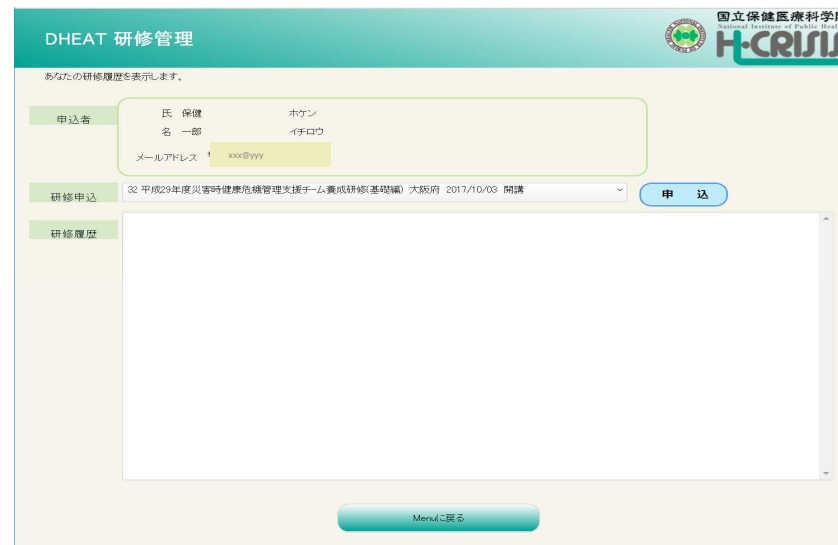 DHEAT 研修管理
国立保健医療科学院
National Institute of Public Heal
H·CRISIS
あなたの研修履歴を表示します。
申込者
氏 保健 ホケン
名 一郎 イチロウ
メールアドレス xxx@yyy
研修申込 32 平成29年度災害時健康危機管理支援チーム養成研修(基礎編) 大阪府 2017/10/03 開講 申 込
研修履歴
Menuに戻る